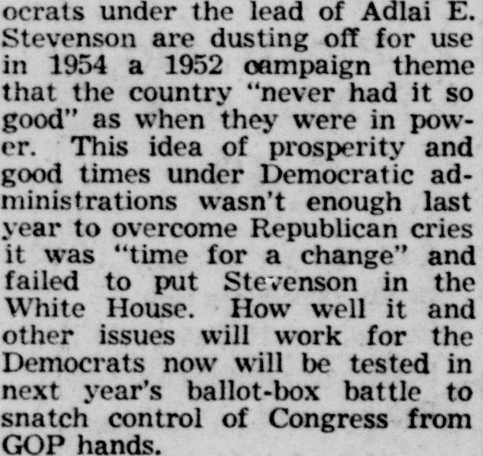 ocrats under the lead of Adlai E.
Stevenson are dusting off for use
in 1954 a 1952 campaign theme
that the country "never had it so
good" as when they were in pow-
er. This idea of prosperity and
good times under Democratic ad-
ministrations wasn't enough last
year to overcome Republican cries
it was "time for a change" and
failed to put Stevenson in the
White House. How well it and
other issues will work for the
Democrats now will be tested in
next year's ballot-box battle to
snatch control of Congress from
GOP hands.